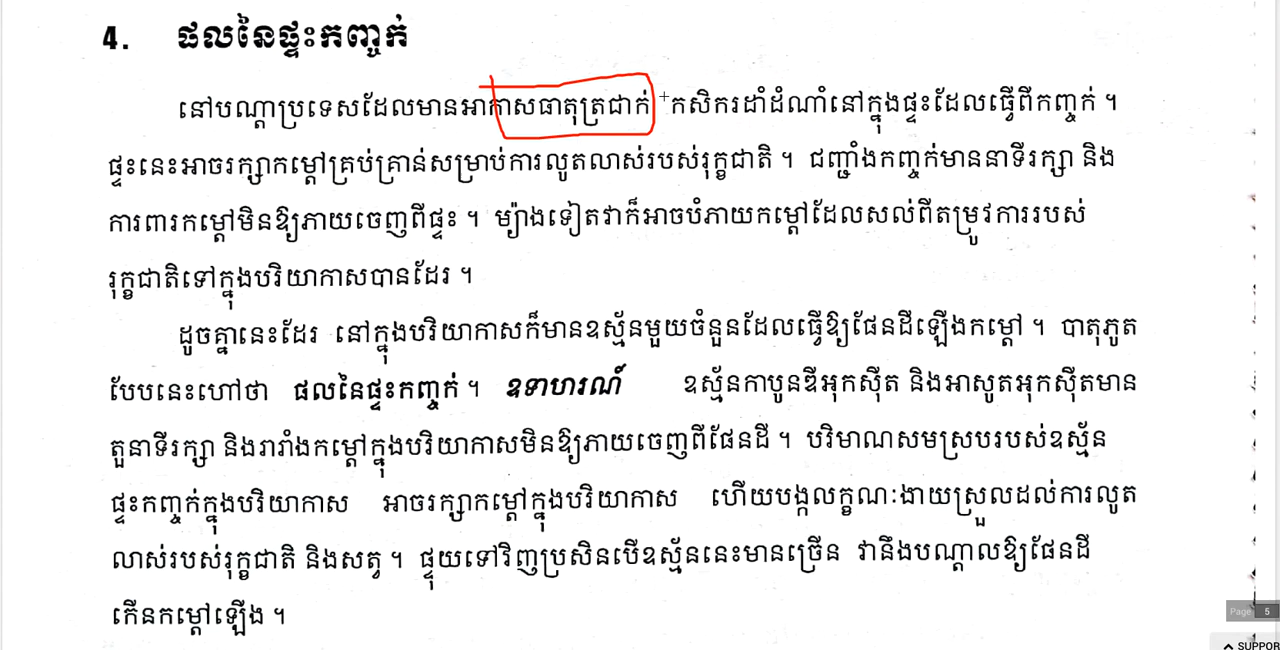 4. ផលនៃផ្ទះកញ្ចក់
នៅបណ្តាប្រទេសដែលមានអាកាសធាតុត្រជាក់ កសិករដាំដំណាំនៅក្នុងផ្ទះដែលធ្វើពីកញ្ចក់ ។
ផ្ទះនេះអាចរក្សាកម្តៅគ្រប់គ្រាន់សម្រាប់ការលូតលាស់របស់រុក្ខជាតិ ។ ជញ្ជាំងកញ្ចក់មាននាទីរក្សា និង
ការពារកម្តៅមិនឱ្យភាយចេញពីផ្ទះ ។ ម្យ៉ាងទៀតវាក៏អាចបំភាយកម្តៅដែលសល់ពីតម្រូវការរបស់
រុក្ខជាតិទៅក្នុងបរិយាកាសបានដែរ ។
ដូចគ្នានេះដែរ នៅក្នុងបរិយាកាសក៏មានឧស្ម័នមួយចំនួនដែលធ្វើឱ្យផែនដីឡើងកម្តៅ ។ បាតុភូត
បែបនេះហៅថា ផលនៃផ្ទះកញ្ចក់ ។ ឧទាហរណ៍ ឧស្ម័នកាបូនឌីអុកស៊ីត និងអាសូតអុកស៊ីតមាន
តួនាទីរក្សា និងរារាំងកម្តៅក្នុងបរិយាកាសមិនឱ្យភាយចេញពីផែនដី ។ បរិមាណសមស្របរបស់ឧស្ម័ន
ផ្ទះកញ្ចក់ក្នុងបរិយាកាស អាចរក្សាកម្តៅក្នុងបរិយាកាស ហើយបង្កលក្ខណៈងាយស្រួលដល់ការលូត
លាស់របស់រុក្ខជាតិ និងសត្វ ។ ផ្ទុយទៅវិញប្រសិនបើឧស្ម័ននេះមានច្រើន វានឹងបណ្តាលឱ្យផែនដី
កើនកម្តៅឡើង ។
Page 5
SUPPOR